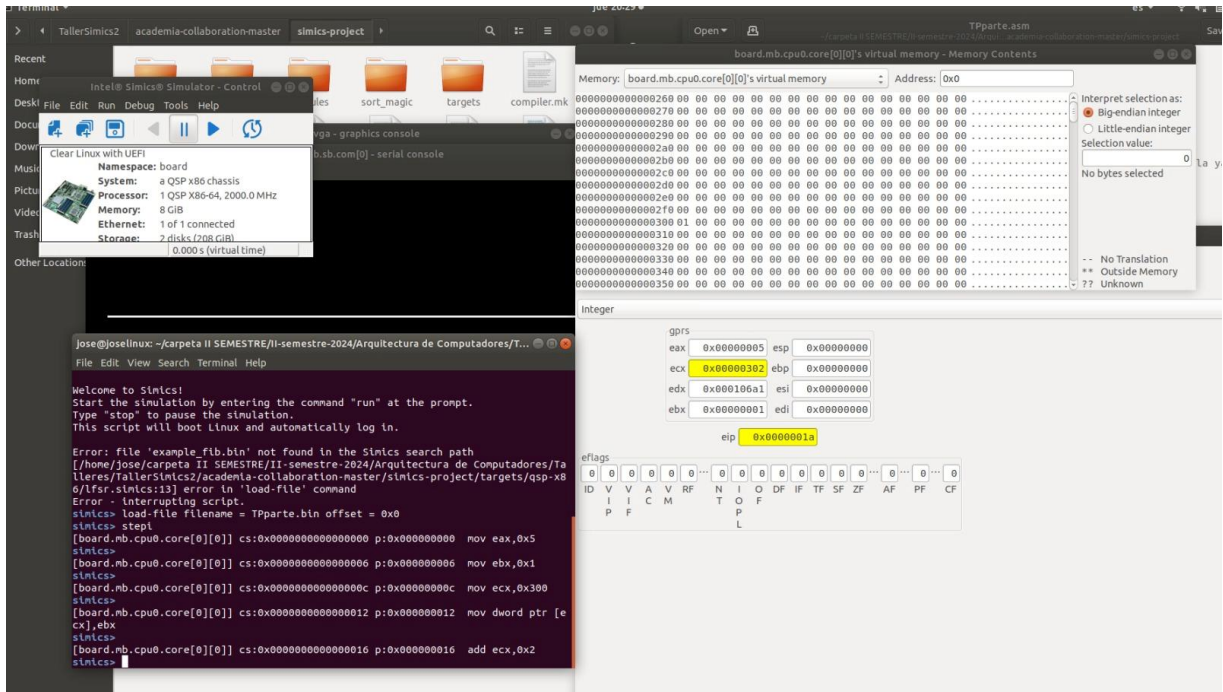 Terminal
jue 20:29
es
TallerSimics2 academia-collaboration-master simics-project
Open
TPparte.asm
Sav
Recent
Home
Desk
Docu
Down
Music
Pictu
Video
Trash
Other Locations
sort_magic targets compiler.mk
Intel® Simics® Simulator - Control
File Edit Run Debug Tools Help
Clear Linux with UEFI
Namespace: board
System: a QSP x86 chassis
Processor: 1 QSP X86-64, 2000.0 MHz
Memory: 8 GiB
Ethernet: 1 of 1 connected
Storage: 2 disks (208 GiB)
0.000 s (virtual time)
vga - graphics console
b.sb.com[0] - serial console
board.mb.cpu0.core[0][0]'s virtual memory - Memory Contents
Memory: board.mb.cpu0.core[0][0]'s virtual memory Address: 0x0
0000000000000260 00 00 00 00 00 00 00 00 00 00 00 00 00 00 00 00 ................
0000000000000270 00 00 00 00 00 00 00 00 00 00 00 00 00 00 00 00 ................
0000000000000280 00 00 00 00 00 00 00 00 00 00 00 00 00 00 00 00 ................
0000000000000290 00 00 00 00 00 00 00 00 00 00 00 00 00 00 00 00 ................
00000000000002a0 00 00 00 00 00 00 00 00 00 00 00 00 00 00 00 00 ................
00000000000002b0 00 00 00 00 00 00 00 00 00 00 00 00 00 00 00 00 ................
00000000000002c0 00 00 00 00 00 00 00 00 00 00 00 00 00 00 00 00 ................
00000000000002d0 00 00 00 00 00 00 00 00 00 00 00 00 00 00 00 00 ................
00000000000002e0 00 00 00 00 00 00 00 00 00 00 00 00 00 00 00 00 ................
00000000000002f0 00 00 00 00 00 00 00 00 00 00 00 00 00 00 00 00 ................
0000000000000300 01 00 00 00 00 00 00 00 00 00 00 00 00 00 00 00 ................
0000000000000310 00 00 00 00 00 00 00 00 00 00 00 00 00 00 00 00 ................
0000000000000320 00 00 00 00 00 00 00 00 00 00 00 00 00 00 00 00 ................
0000000000000330 00 00 00 00 00 00 00 00 00 00 00 00 00 00 00 00 ................
0000000000000340 00 00 00 00 00 00 00 00 00 00 00 00 00 00 00 00 ................
0000000000000350 00 00 00 00 00 00 00 00 00 00 00 00 00 00 00 00 ................
Interpret selection as:
Big-endian integer
Little-endian integer
Selection value:
0
No bytes selected
-- No Translation
** Outside Memory
?? Unknown
la ya
Integer
gprs
eax 0x00000005 esp 0x00000000
ecx 0x00000302 ebp 0x00000000
edx 0x000106a1 esi 0x00000000
ebx 0x00000001 edi 0x00000000
eip 0x0000001a
eflags
0 0 0 0 0 0 ... 0 0 0 0 0 0 0 0 ... 0 ... 0 ... 0
ID VIP VIF AC VM RF NT IOPL OF DF IF TF SF ZF AF PF CF
jose@joselinux: ~/carpeta II SEMESTRE/II-semestre-2024/Arquitectura de Computadores/T...
File Edit View Search Terminal Help
Welcome to Simics!
Start the simulation by entering the command "run" at the prompt.
Type "stop" to pause the simulation.
This script will boot Linux and automatically log in.
Error: file 'example_fib.bin' not found in the Simics search path
[/home/jose/carpeta II SEMESTRE/II-semestre-2024/Arquitectura de Computadores/Ta
lleres/TallerSimics2/academia-collaboration-master/simics-project/targets/qsp-x8
6/lfsr.simics:13] error in 'load-file' command
Error - interrupting script.
simics> load-file filename = TPparte.bin offset = 0x0
simics> stepi
[board.mb.cpu0.core[0][0]] cs:0x0000000000000000 p:0x000000000 mov eax,0x5
simics>
[board.mb.cpu0.core[0][0]] cs:0x0000000000000006 p:0x000000006 mov ebx,0x1
simics>
[board.mb.cpu0.core[0][0]] cs:0x000000000000000c p:0x00000000c mov ecx,0x300
simics>
[board.mb.cpu0.core[0][0]] cs:0x0000000000000012 p:0x000000012 mov dword ptr [e
cx],ebx
simics>
[board.mb.cpu0.core[0][0]] cs:0x0000000000000016 p:0x000000016 add ecx,0x2
simics>